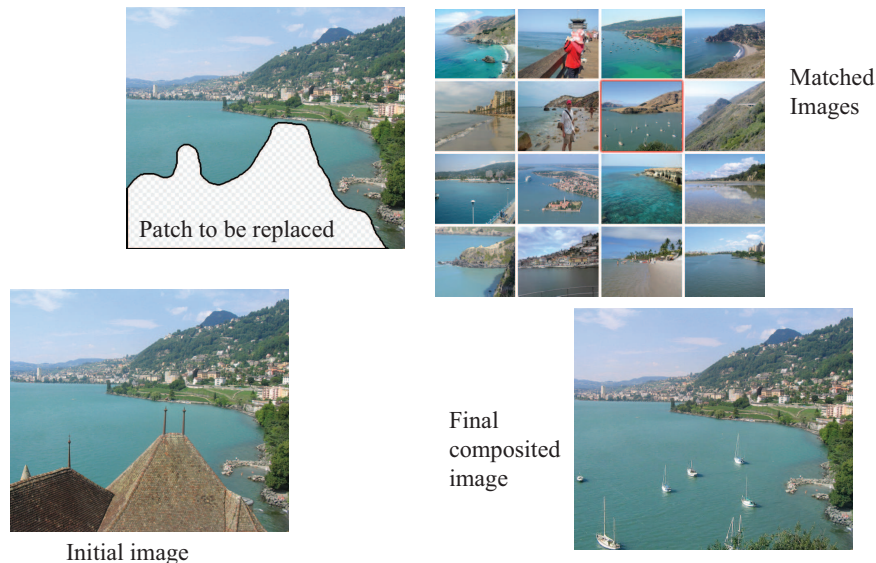 Matched
Images
Patch to be replaced
Final
composited
image
Initial image